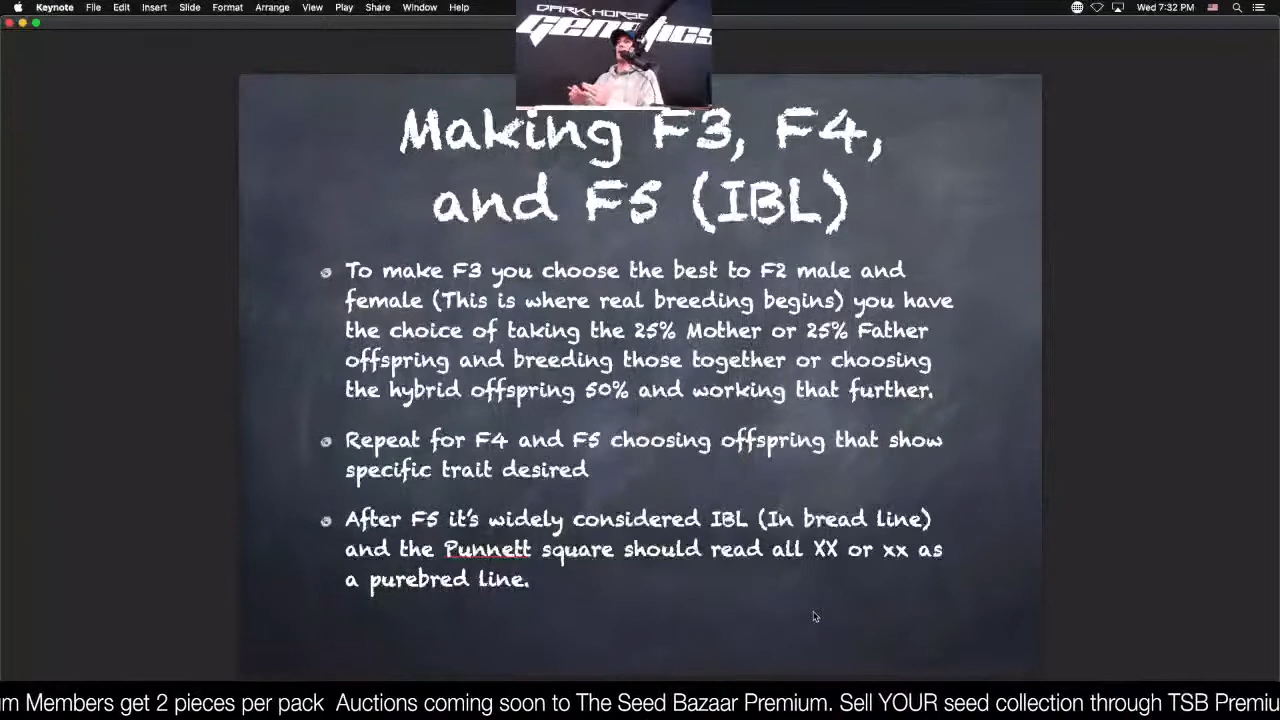 Keynote File Edit Insert Slide Format Arrange View Play Share Window Help Wed 7:32 PM
DARK HORSE
Genetics
Making F3, F4,
and F5 (IBL)
To make F3 you choose the best to F2 male and
female (This is where real breeding begins) you have
the choice of taking the 25% Mother or 25% Father
offspring and breeding those together or choosing
the hybrid offspring 50% and working that further.
Repeat for F4 and F5 choosing offspring that show
specific trait desired
After F5 it's widely considered IBL (In bread line)
and the Punnett square should read all XX or xx as
a purebred line.
um Members get 2 pieces per pack Auctions coming soon to The Seed Bazaar Premium. Sell YOUR seed collection through TSB Premiu